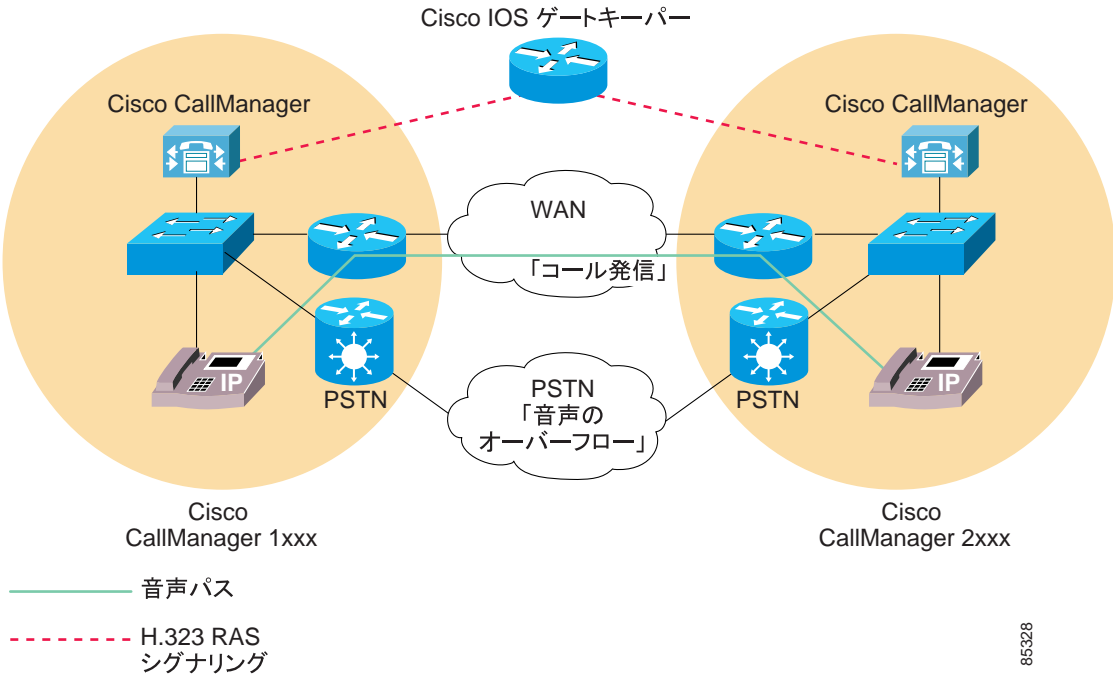 Cisco IOS ゲートキーパー
Cisco CallManager
Cisco CallManager
WAN
「コール発信」
IP
IP
PSTN
PSTN
PSTN
「音声の
オーバーフロー」
Cisco
CallManager 1xxx
Cisco
CallManager 2xxx
音声パス
H.323 RAS
シグナリング
85328